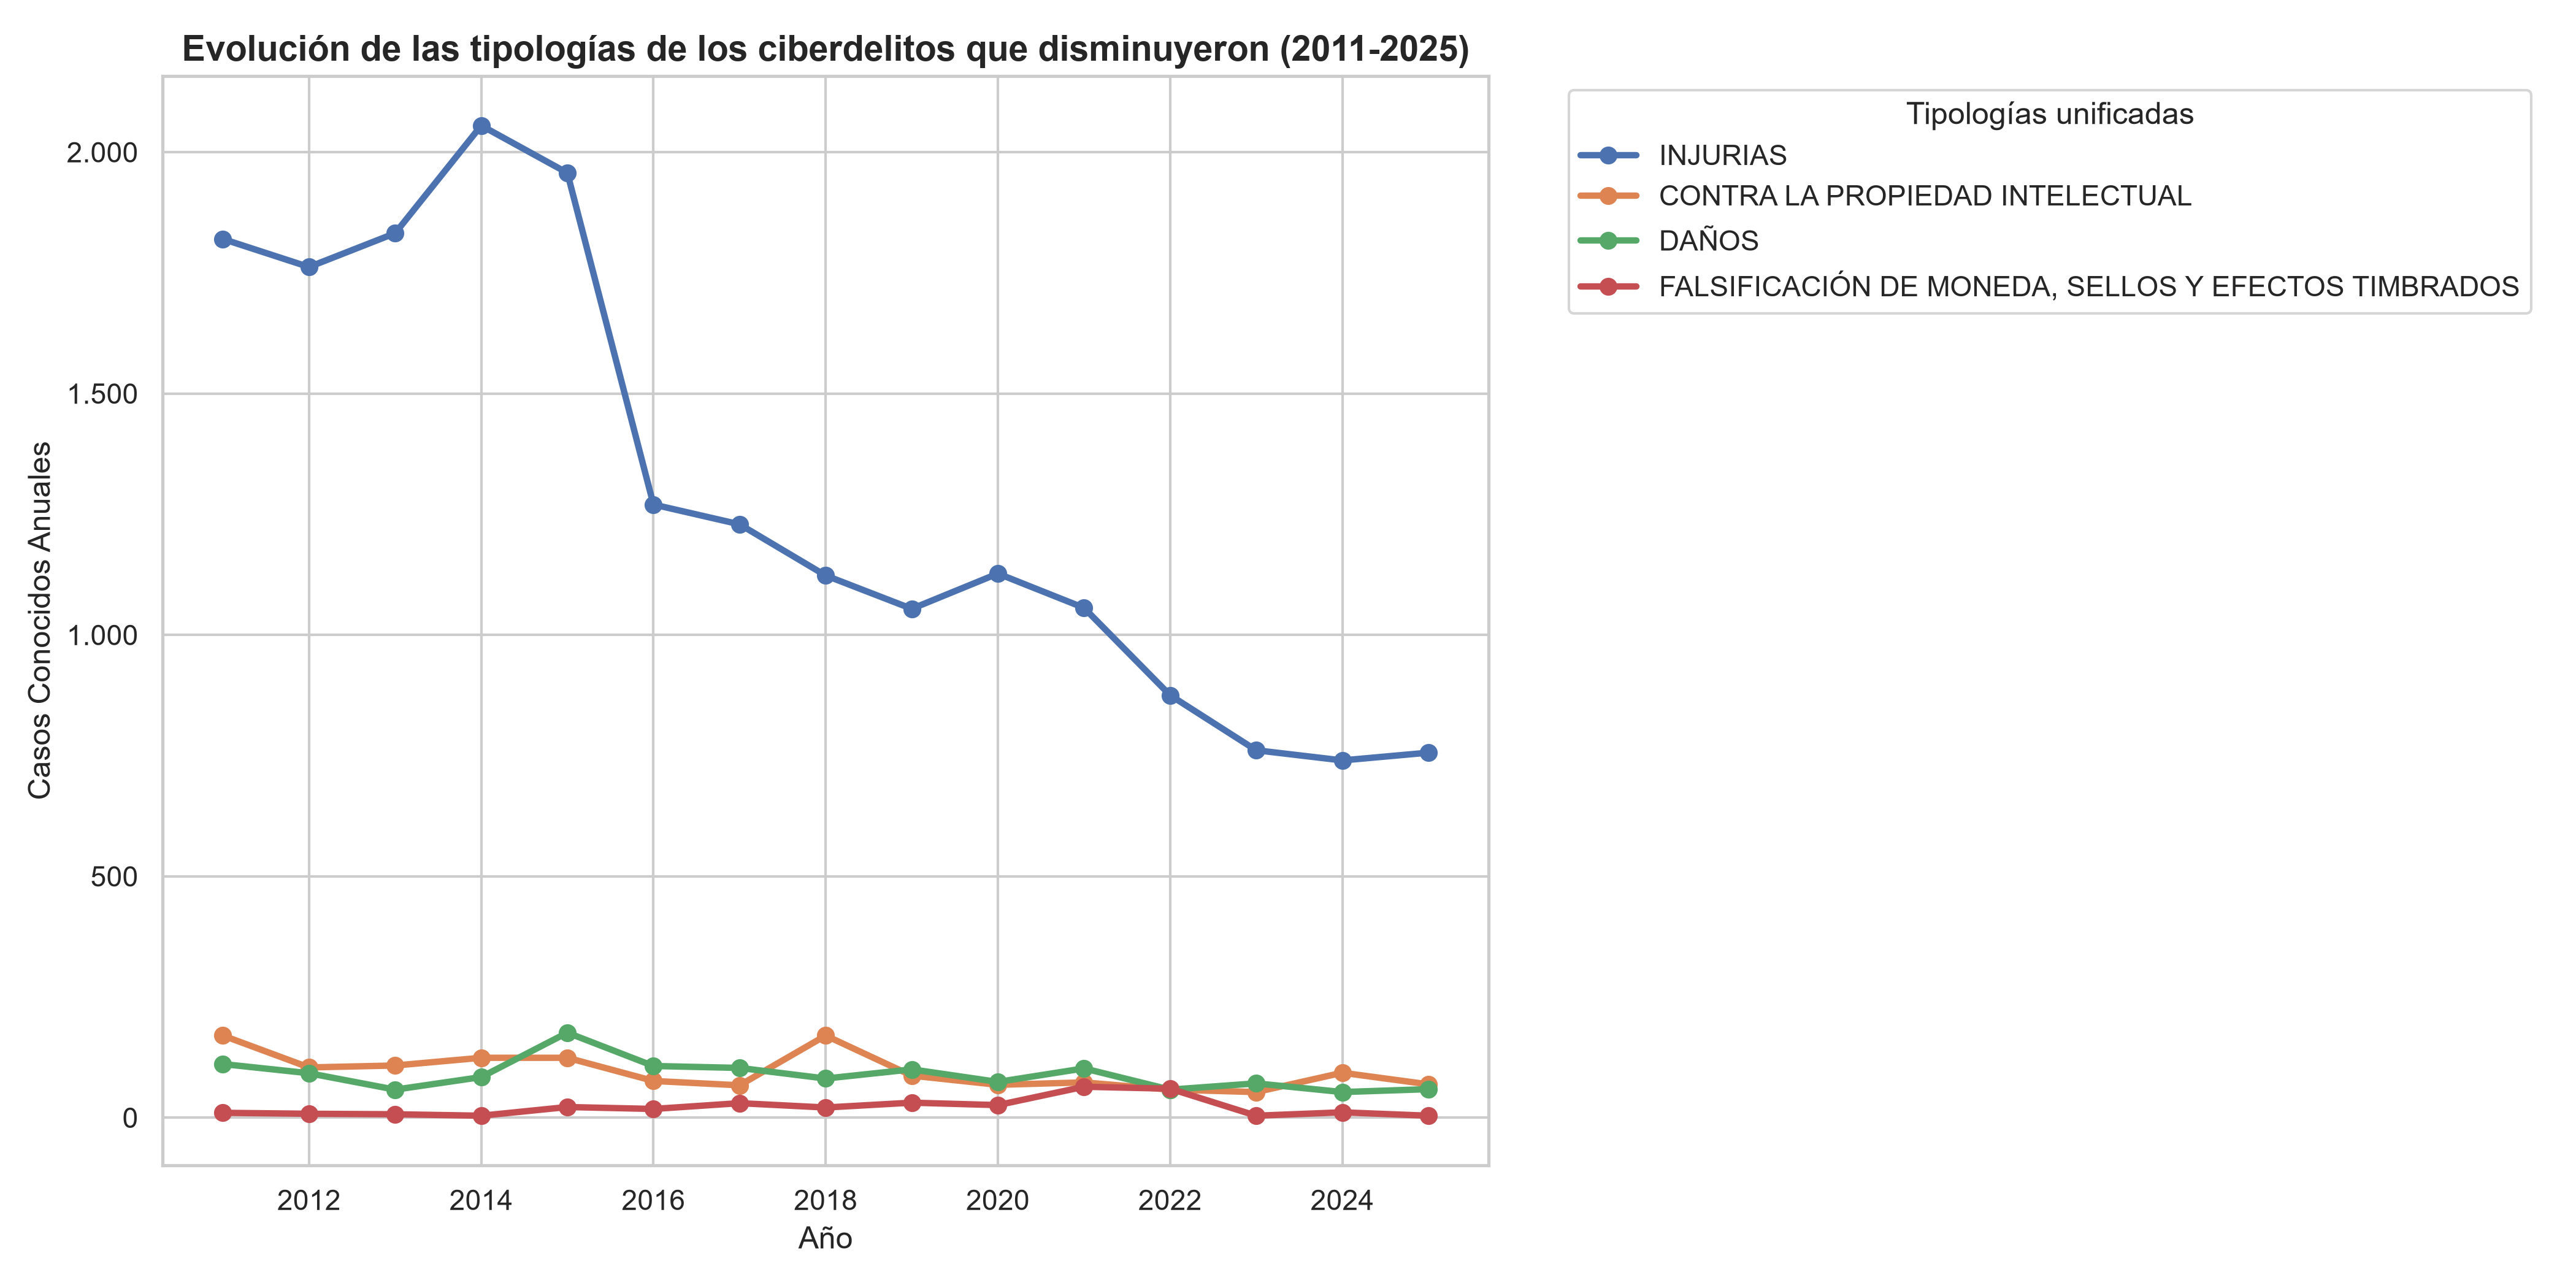 Evolución de las tipologías de los ciberdelitos que disminuyeron (2011-2025)
Tipologías unificadas
INJURIAS
CONTRA LA PROPIEDAD INTELECTUAL
DAÑOS
FALSIFICACIÓN DE MONEDA, SELLOS Y EFECTOS TIMBRADOS
Casos Conocidos Anuales
2.000
1.500
1.000
500
0
2012
2014
2016
2018
2020
2022
2024
Año